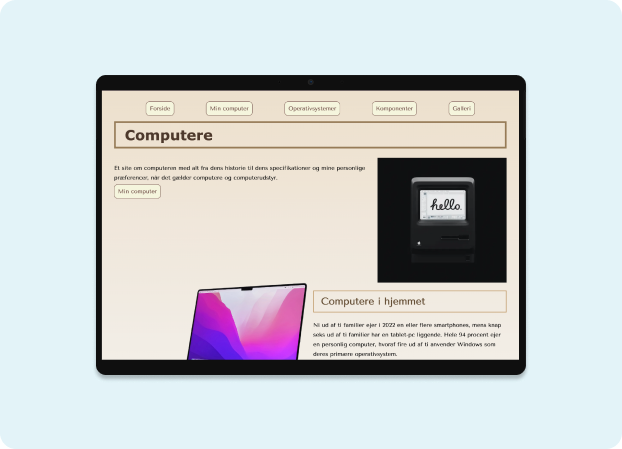 Forside
Min computer
Operativsystemer
Komponenter
Galleri
Computere
Et site om computeren med alt fra dens historie til dens specifikationer og mine personlige
præferencer, når det gælder computere og computerudstyr.
Min computer
hello.
Computere i hjemmet
Ni ud af ti familier ejer i 2022 en eller flere smartphones, mens knap
seks ud af ti familier har en tablet-pc liggende. Hele 94 procent ejer
en personlig computer, hvoraf fire ud af ti anvender Windows som
deres primære operativsystem.